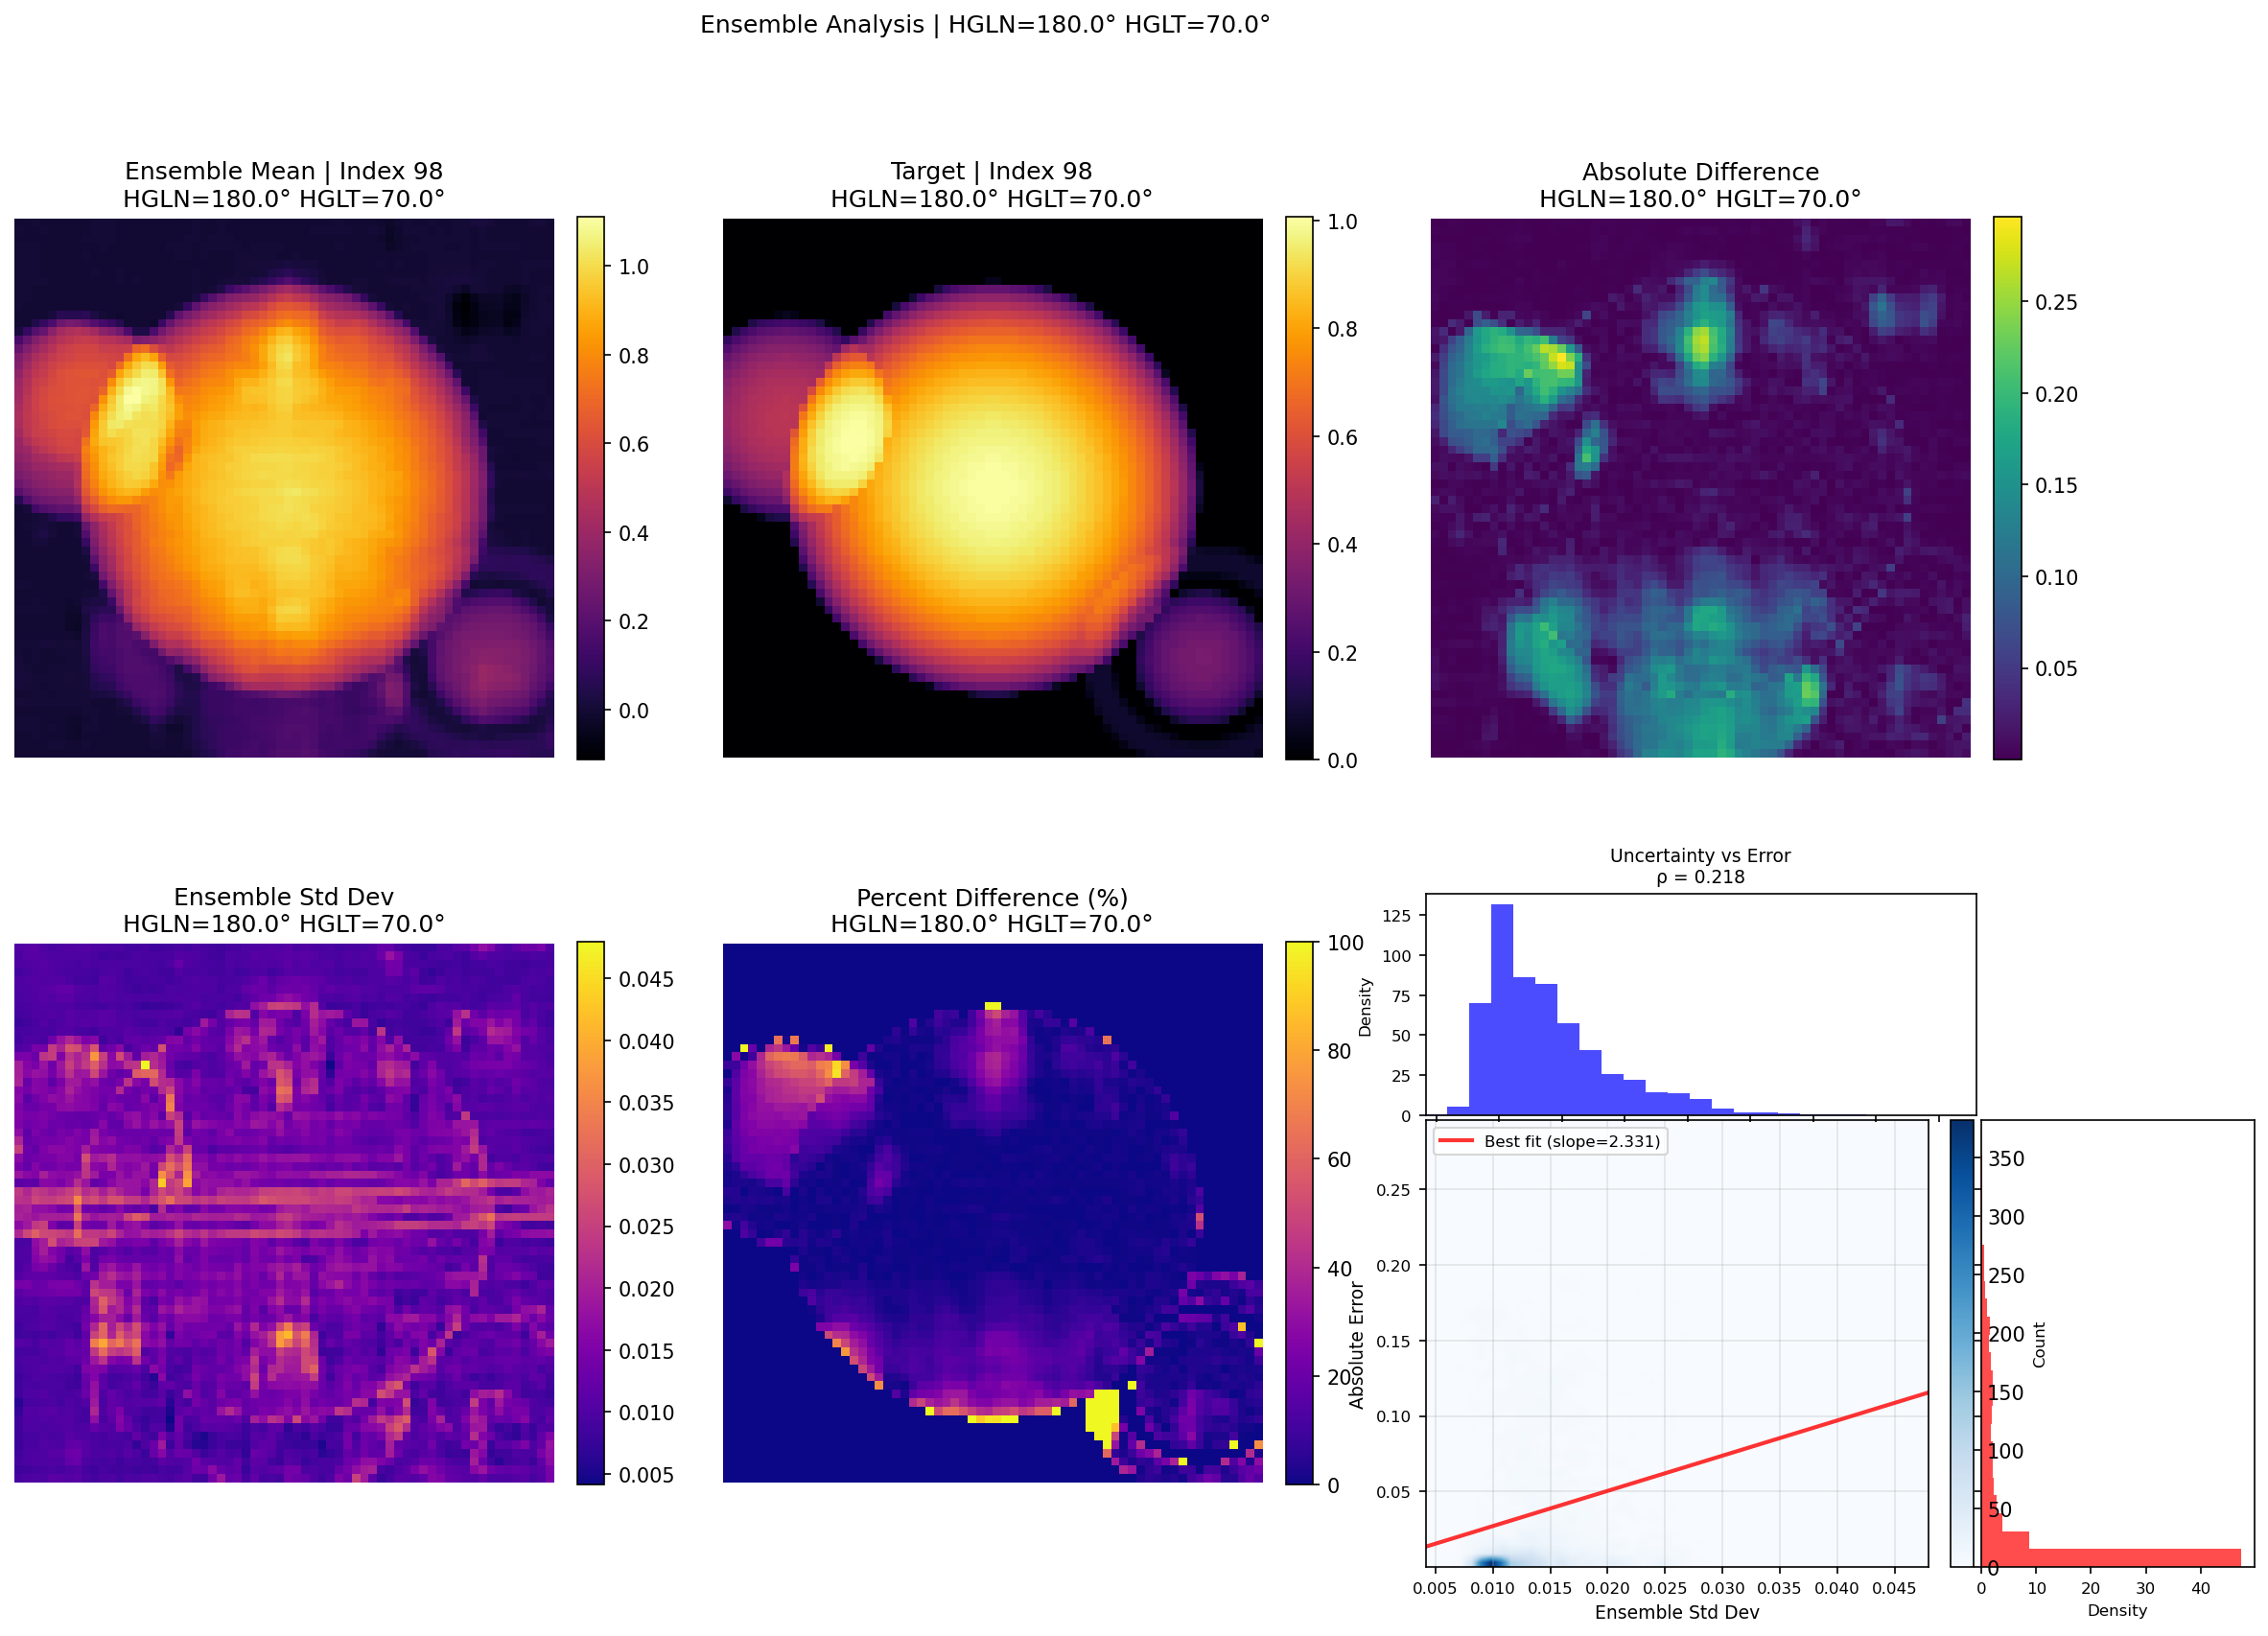 Ensemble Analysis | HGLN=180.0° HGLT=70.0°
Ensemble Mean | Index 98
HGLN=180.0° HGLT=70.0°
1.0
0.8
0.6
0.4
0.2
0.0
Target | Index 98
HGLN=180.0° HGLT=70.0°
1.0
0.8
0.6
0.4
0.2
0.0
Absolute Difference
HGLN=180.0° HGLT=70.0°
0.25
0.20
0.15
0.10
0.05
Ensemble Std Dev
HGLN=180.0° HGLT=70.0°
0.045
0.040
0.035
0.030
0.025
0.020
0.015
0.010
0.005
Percent Difference (%)
HGLN=180.0° HGLT=70.0°
100
80
60
40
20
0
Uncertainty vs Error
ρ = 0.218
Density
125
100
75
50
25
0
Best fit (slope=2.331)
Absolute Error
0.25
0.20
0.15
0.10
0.05
0.005 0.010 0.015 0.020 0.025 0.030 0.035 0.040 0.045
Ensemble Std Dev
350
300
250
200
150
100
50
0
Count
0 10 20 30 40
Density